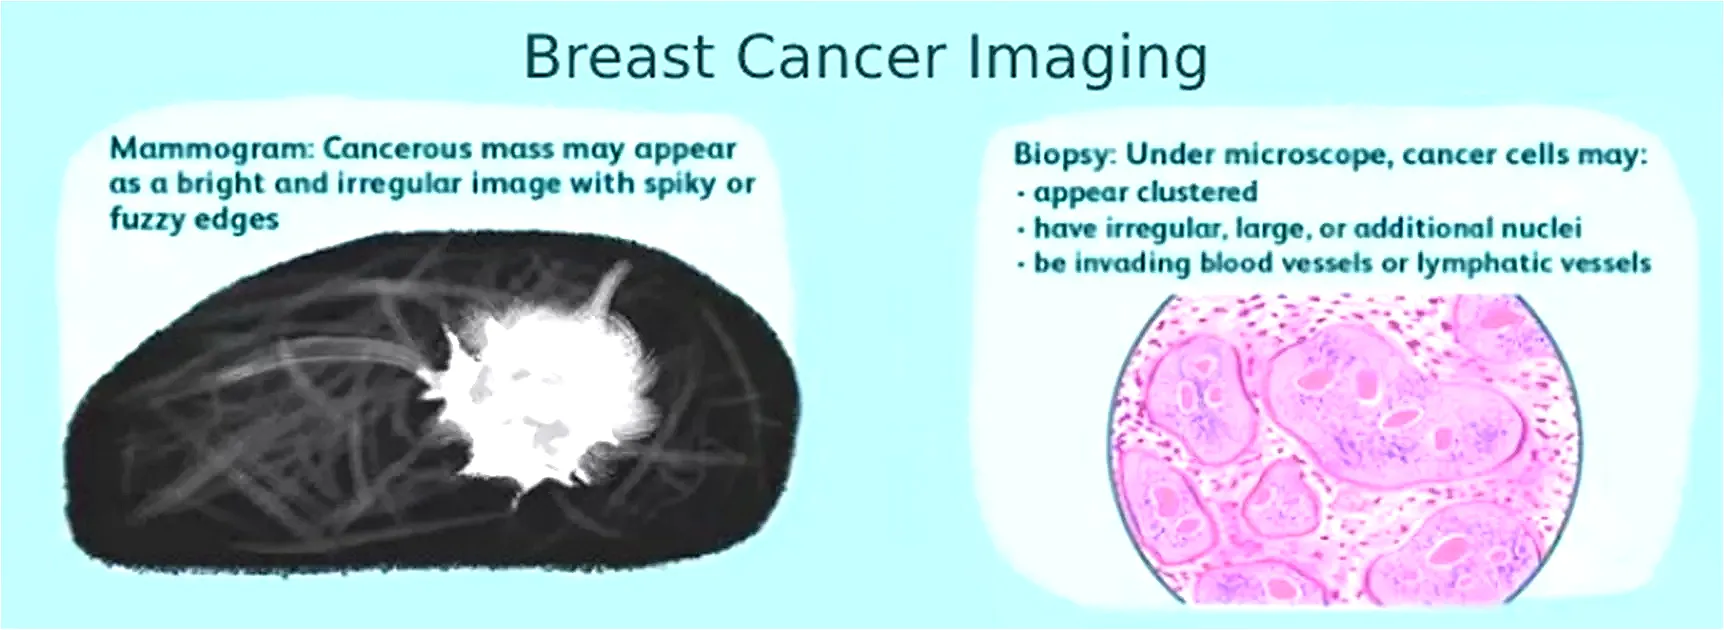 Breast Cancer Imaging
Mammogram: Cancerous mass may appear
as a bright and irregular image with spiky or
fuzzy edges
Biopsy: Under microscope, cancer cells may:
· appear clustered
· have irregular, large, or additional nuclei
· be invading blood vessels or lymphatic vessels